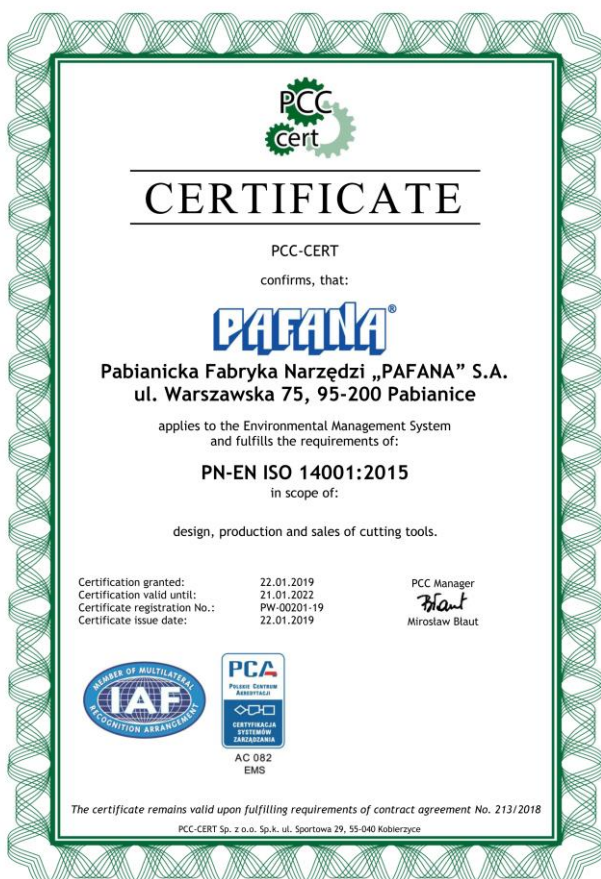 PCC
cert
CERTIFICATE
PCC-CERT
confirms, that:
PAFANA®
Pabianicka Fabryka Narzędzi „PAFANA” S.A.
ul. Warszawska 75, 95-200 Pabianice
applies to the Environmental Management System
and fulfills the requirements of:
PN-EN ISO 14001:2015
in scope of:
design, production and sales of cutting tools.
Certification granted: 22.01.2019
Certification valid until: 21.01.2022
Certificate registration No.: PW-00201-19
Certificate issue date: 22.01.2019
PCC Manager
Błaut
Mirosław Błaut
MEMBER OF MULTILATERAL
IAF
RECOGNITION ARRANGEMENT
PCA
POLSKIE CENTRUM
AKREDYTACJI
CERTYFIKACJA
SYSTEMÓW
ZARZĄDZANIA
AC 082
EMS
The certificate remains valid upon fulfilling requirements of contract agreement No. 213/2018
PCC-CERT Sp. z o.o. Sp.k. ul. Sportowa 29, 55-040 Kobierzyce